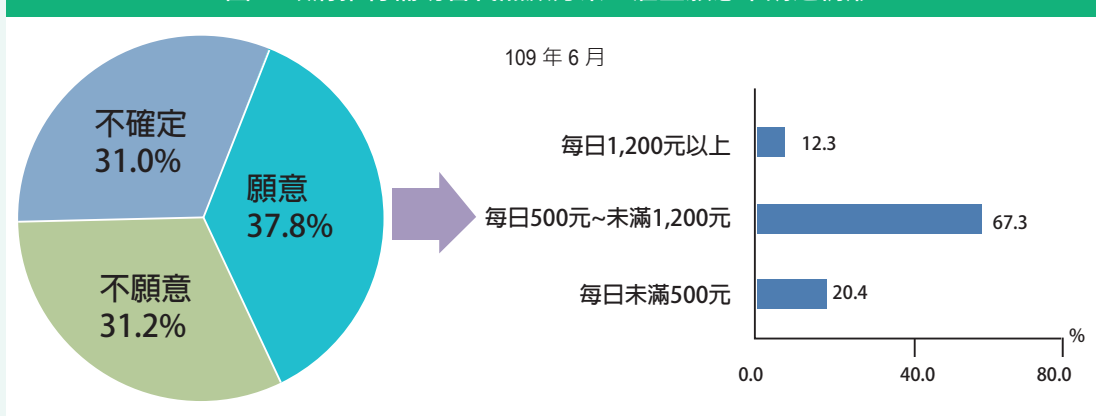 109 年 6 月
不確定
31.0%
願意
37.8%
不願意
31.2%
每日1,200元以上
12.3
每日500元~未滿1,200元
67.3
每日未滿500元
20.4
%
0.0
40.0
80.0